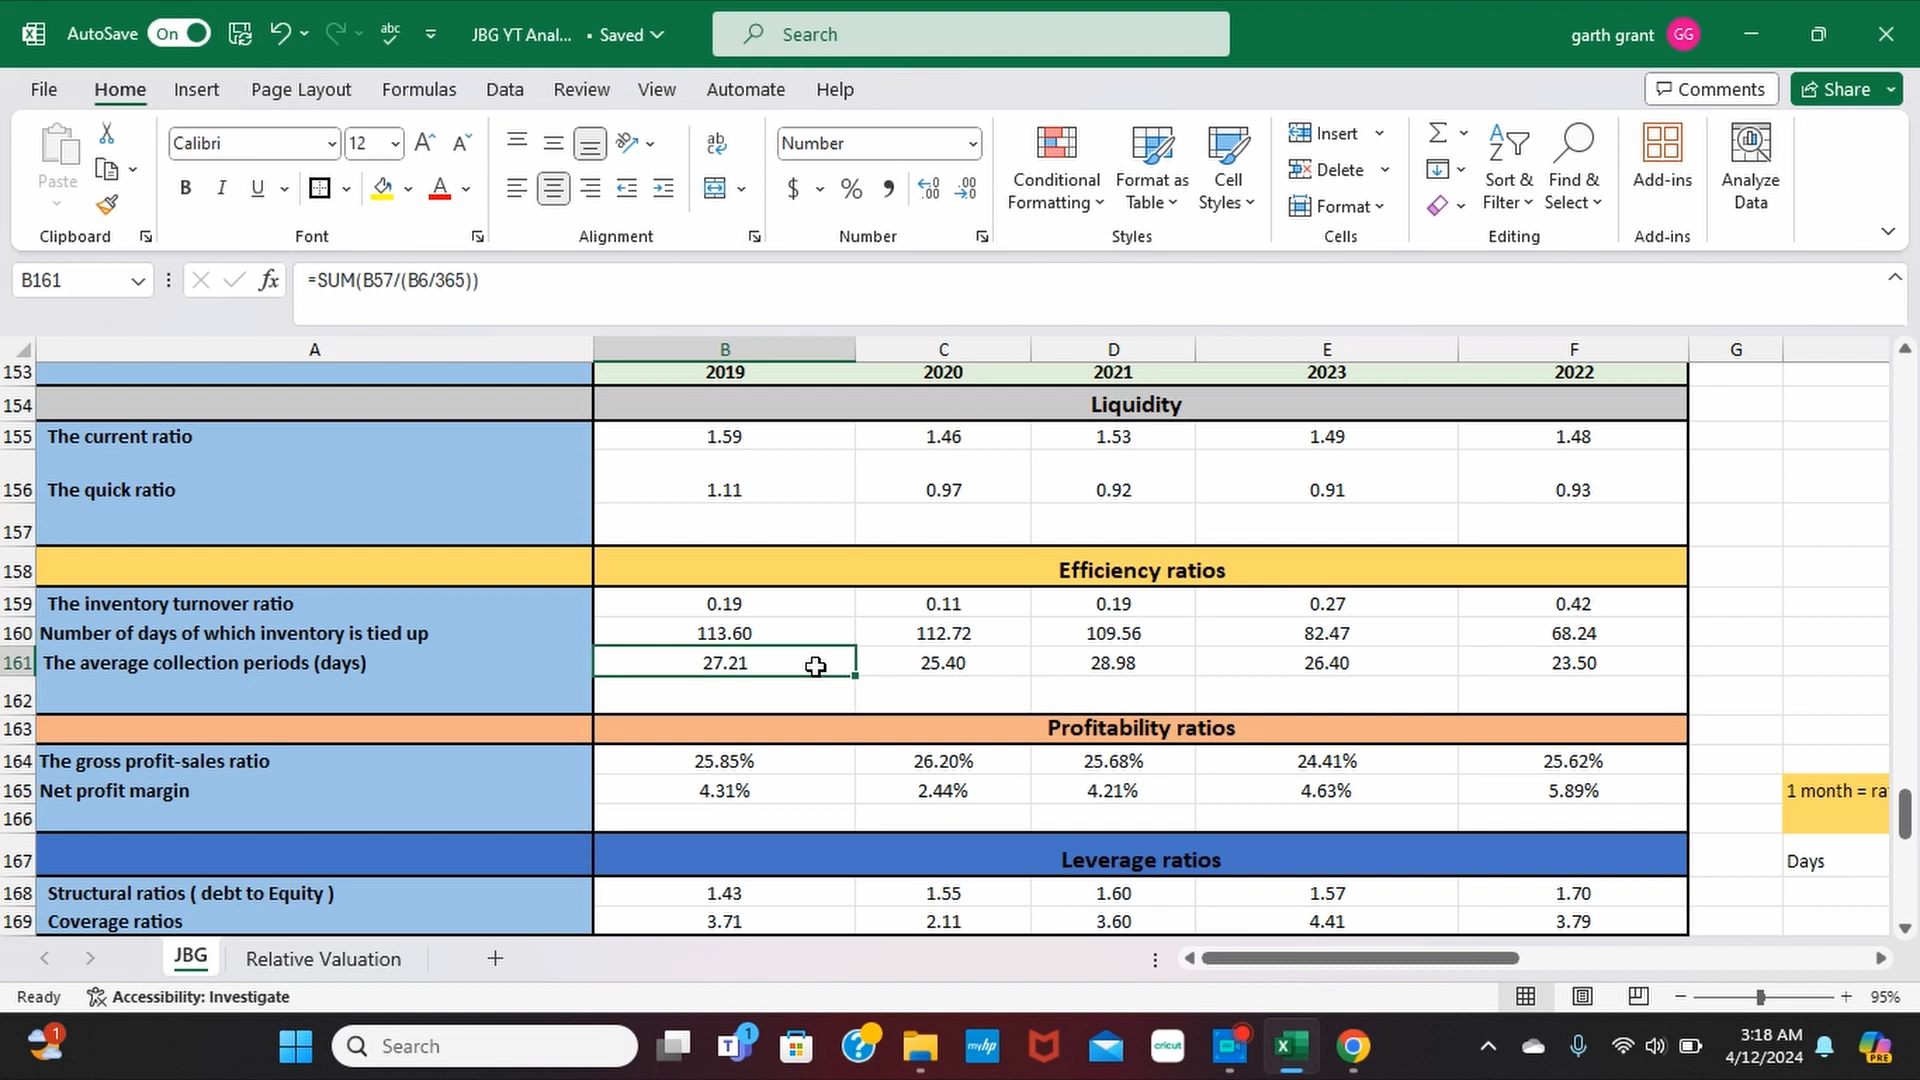 AutoSave On abc JBG YT Anal... • Saved Search garth grant GG
File Home Insert Page Layout Formulas Data Review View Automate Help Comments Share
Paste Calibri 12 A A ab Number Conditional Formatting Format as Table Cell Styles Insert Delete Format Sort & Filter Find & Select Add-ins Analyze Data
B I U A $ % 9 .00
Clipboard Font Alignment Number Styles Cells Editing Add-ins
B161 fx =SUM(B57/(B6/365))
A B C D E F G
153 2019 2020 2021 2023 2022
154 Liquidity
155 The current ratio 1.59 1.46 1.53 1.49 1.48
156 The quick ratio 1.11 0.97 0.92 0.91 0.93
157
158 Efficiency ratios
159 The inventory turnover ratio 0.19 0.11 0.19 0.27 0.42
160 Number of days of which inventory is tied up 113.60 112.72 109.56 82.47 68.24
161 The average collection periods (days) 27.21 25.40 28.98 26.40 23.50
162
163 Profitability ratios
164 The gross profit-sales ratio 25.85% 26.20% 25.68% 24.41% 25.62%
165 Net profit margin 4.31% 2.44% 4.21% 4.63% 5.89% 1 month = ra
166
167 Leverage ratios Days
168 Structural ratios ( debt to Equity ) 1.43 1.55 1.60 1.57 1.70
169 Coverage ratios 3.71 2.11 3.60 4.41 3.79
JBG Relative Valuation +
Ready Accessibility: Investigate 95%
1 Search T 1 ? myhp cricut 3:18 AM
4/12/2024 PRE